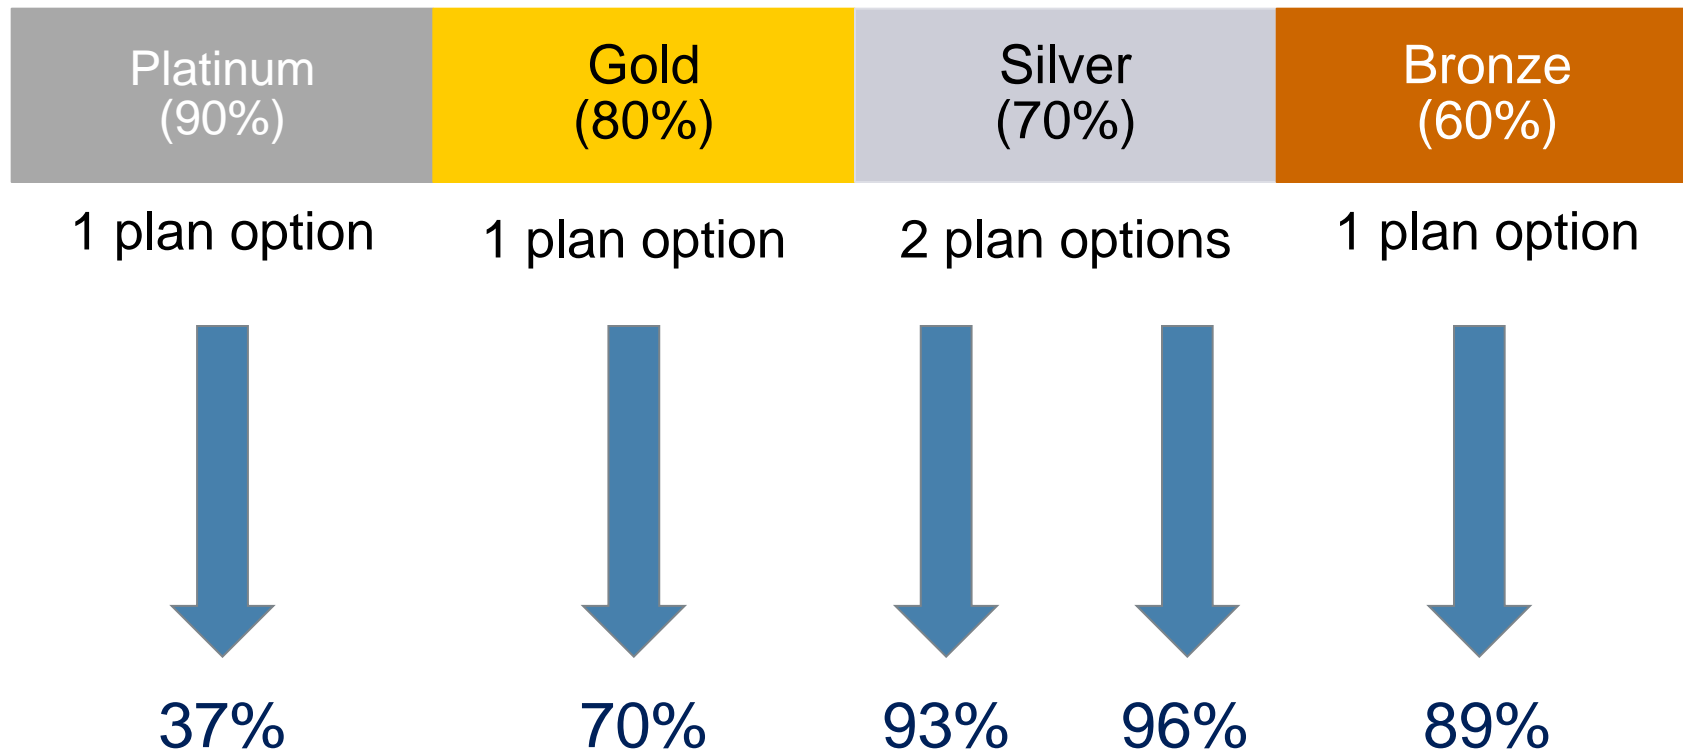 Platinum
(90%)
Gold
(80%)
Silver
(70%)
Bronze
(60%)
1 plan option
1 plan option
2 plan options
1 plan option
37%
70%
93%
96%
89%